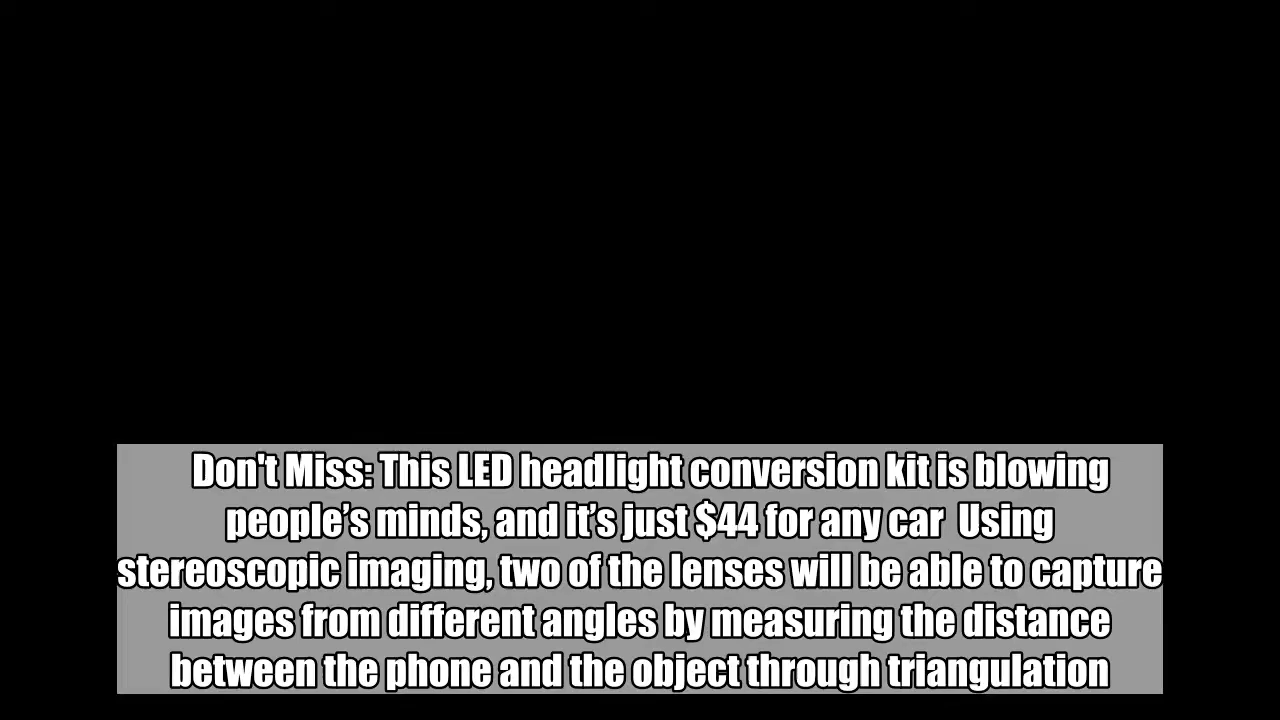 Don't Miss: This LED headlight conversion kit is blowing
people’s minds, and it’s just $44 for any car  Using
stereoscopic imaging, two of the lenses will be able to capture
images from different angles by measuring the distance
between the phone and the object through triangulation